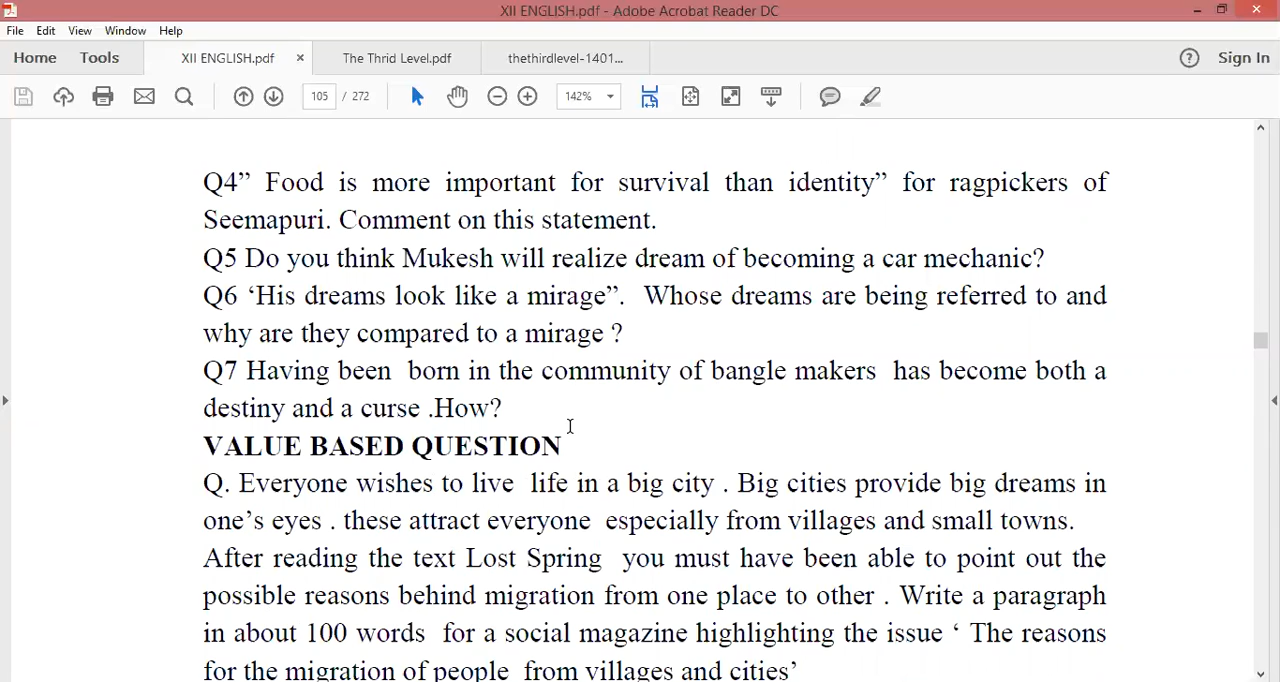 XII ENGLISH.pdf - Adobe Acrobat Reader DC
File Edit View Window Help
Home Tools XII ENGLISH.pdf × The Thrid Level.pdf thethirdlevel-1401... Sign In
105 / 272 142%
Q4” Food is more important for survival than identity” for ragpickers of
Seemapuri. Comment on this statement.
Q5 Do you think Mukesh will realize dream of becoming a car mechanic?
Q6 ‘His dreams look like a mirage”. Whose dreams are being referred to and
why are they compared to a mirage ?
Q7 Having been born in the community of bangle makers has become both a
destiny and a curse .How?
VALUE BASED QUESTION
Q. Everyone wishes to live life in a big city . Big cities provide big dreams in
one’s eyes . these attract everyone especially from villages and small towns.
After reading the text Lost Spring you must have been able to point out the
possible reasons behind migration from one place to other . Write a paragraph
in about 100 words for a social magazine highlighting the issue ‘ The reasons
for the migration of people from villages and cities’